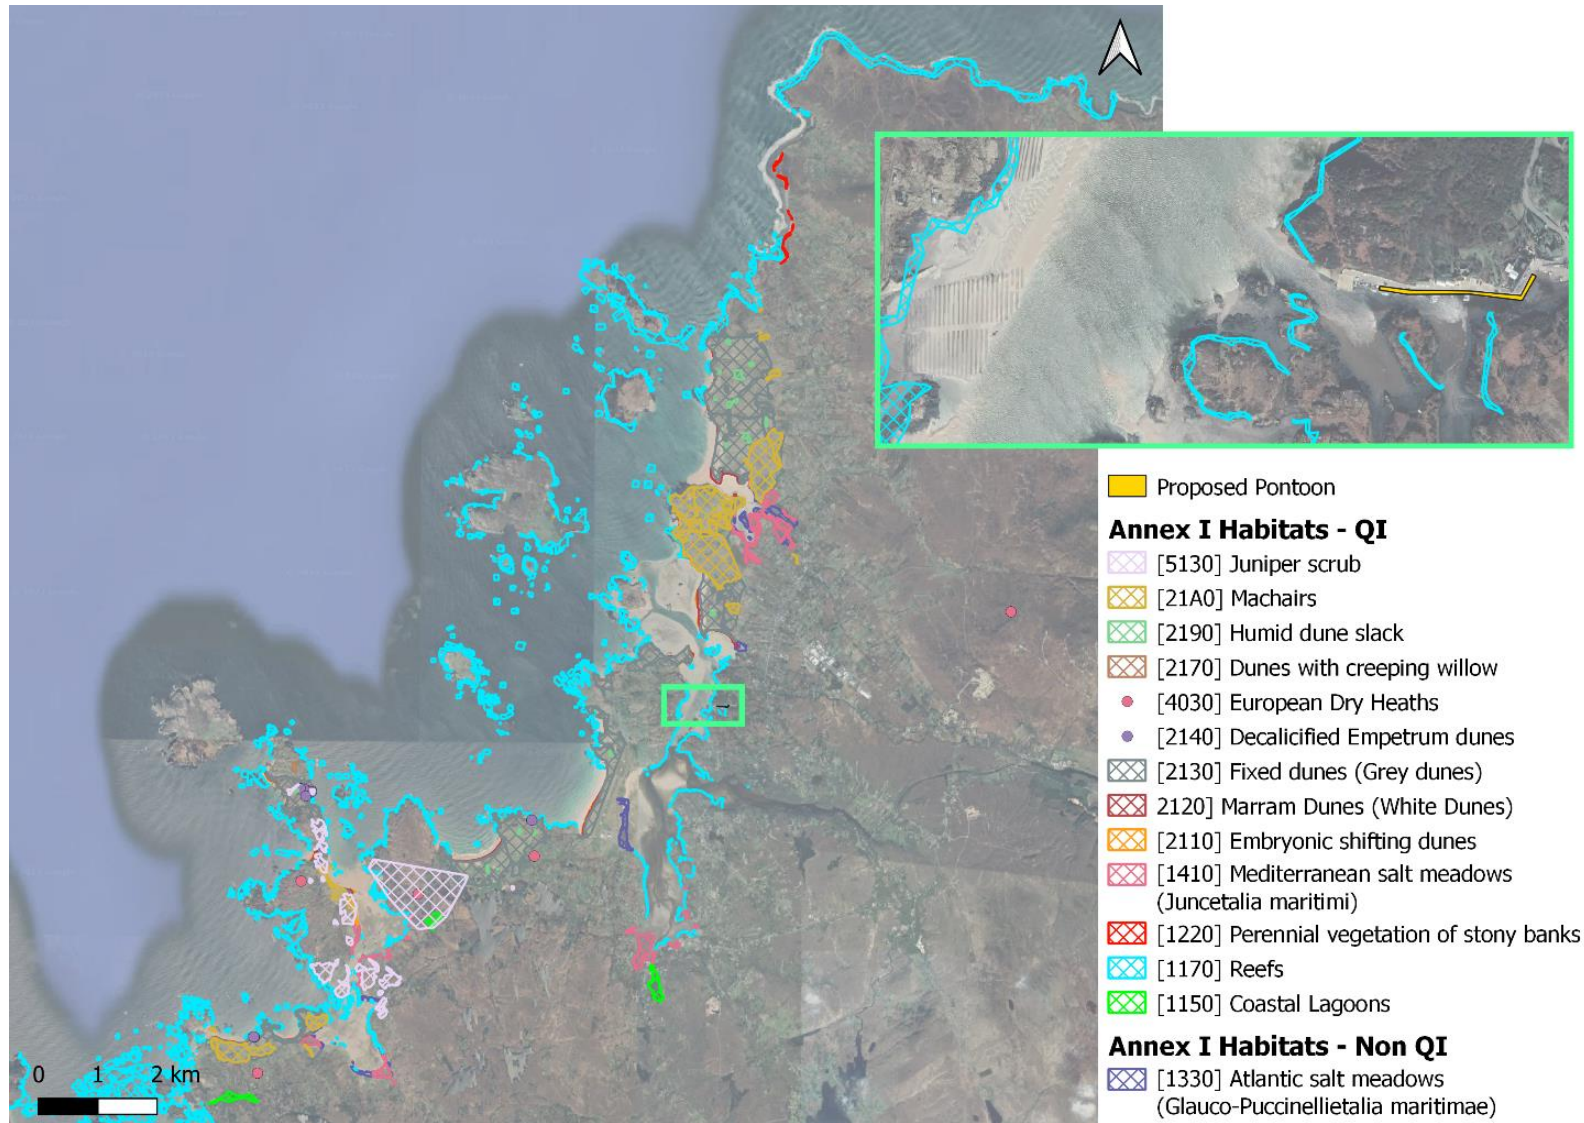 Proposed Pontoon
Annex I Habitats - QI
[5130] Juniper scrub
[21A0] Machairs
[2190] Humid dune slack
[2170] Dunes with creeping willow
[4030] European Dry Heaths
[2140] Decalicified Empetrum dunes
[2130] Fixed dunes (Grey dunes)
2120] Marram Dunes (White Dunes)
[2110] Embryonic shifting dunes
[1410] Mediterranean salt meadows
(Juncetalia maritimi)
[1220] Perennial vegetation of stony banks
[1170] Reefs
[1150] Coastal Lagoons
Annex I Habitats - Non QI
[1330] Atlantic salt meadows
(Glauco-Puccinellietalia maritimae)
0 1 2 km